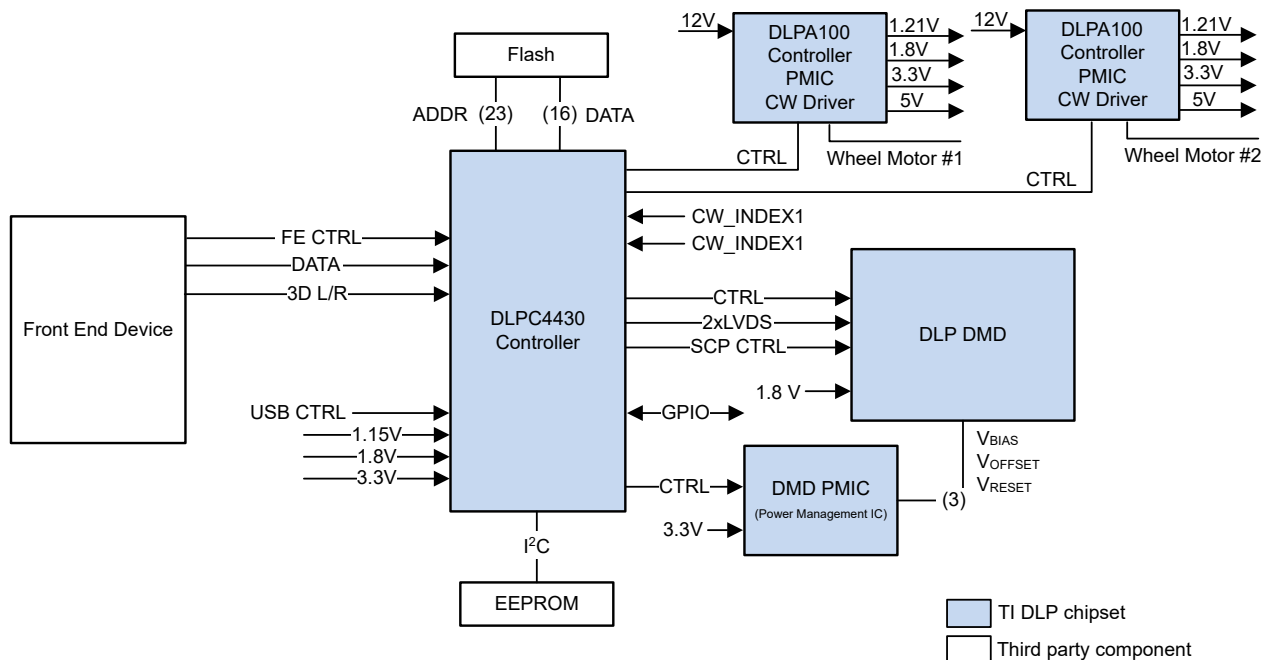 12V
DLPA100
Controller
PMIC
CW Driver
1.21V
1.8V
3.3V
5V
12V
DLPA100
Controller
PMIC
CW Driver
1.21V
1.8V
3.3V
5V
Flash
ADDR (23) (16) DATA
CTRL
Wheel Motor #1
CTRL
Wheel Motor #2
Front End Device
FE CTRL
DATA
3D L/R
DLPC4430
Controller
CW_INDEX1
CW_INDEX1
CTRL
2xLVDS
SCP CTRL
DLP DMD
1.8 V
USB CTRL
1.15V
1.8V
3.3V
GPIO
VBIAS
VOFFSET
VRESET
CTRL
3.3V
DMD PMIC
(Power Management IC)
(3)
I²C
EEPROM
TI DLP chipset
Third party component